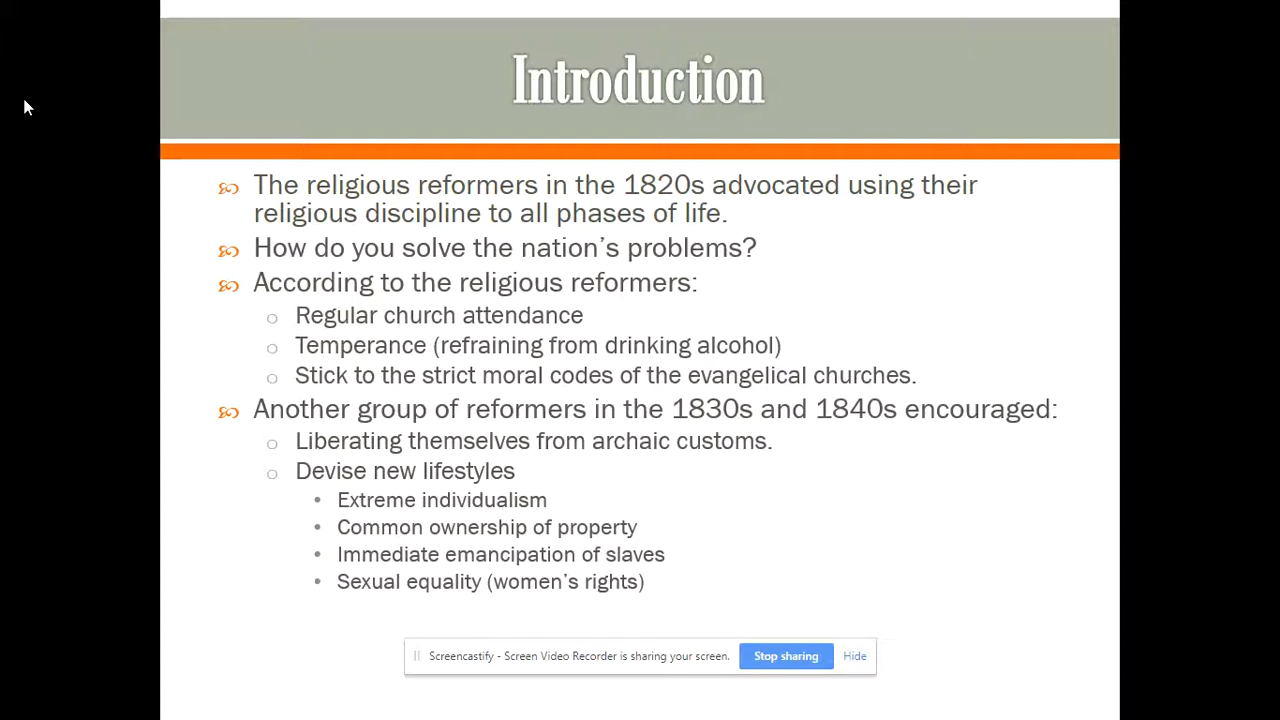 Introduction
The religious reformers in the 1820s advocated using their
religious discipline to all phases of life.
How do you solve the nation’s problems?
According to the religious reformers:
Regular church attendance
Temperance (refraining from drinking alcohol)
Stick to the strict moral codes of the evangelical churches.
Another group of reformers in the 1830s and 1840s encouraged:
Liberating themselves from archaic customs.
Devise new lifestyles
Extreme individualism
Common ownership of property
Immediate emancipation of slaves
Sexual equality (women’s rights)
Screencastify - Screen Video Recorder is sharing your screen. Stop sharing Hide